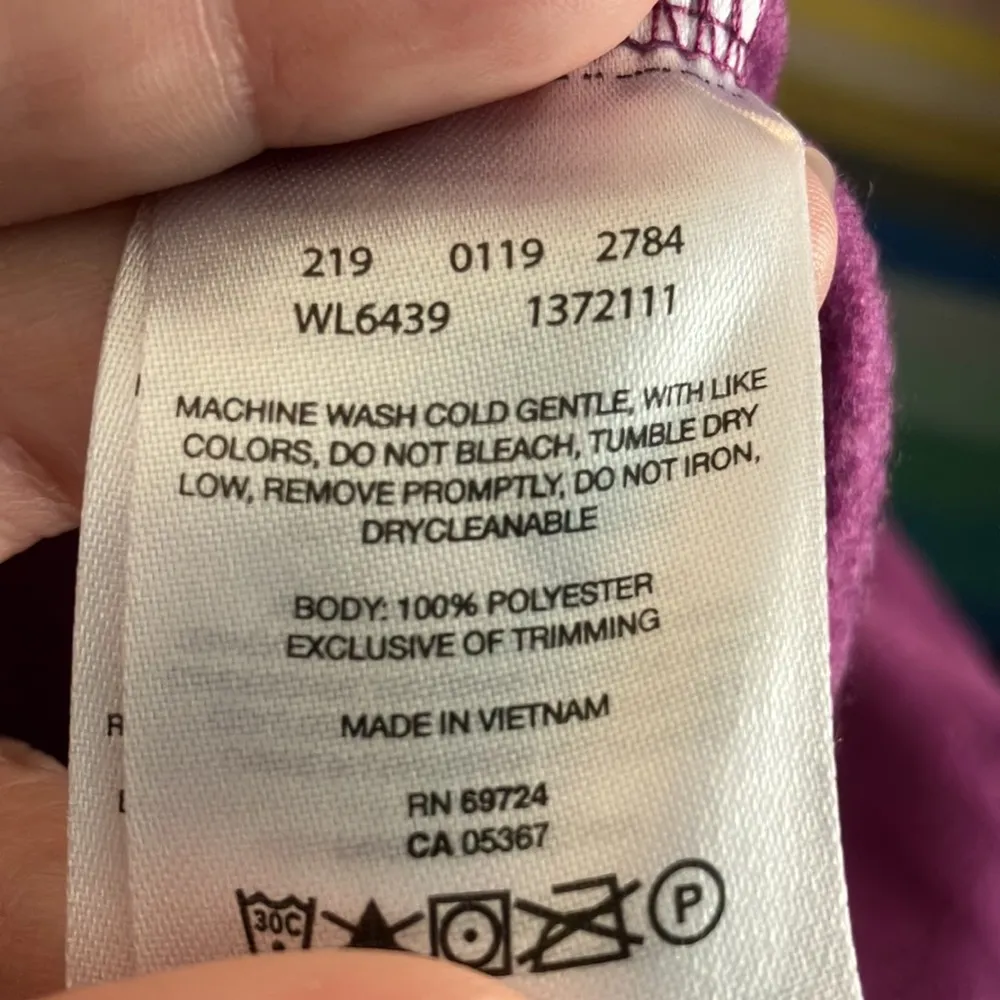 219 0119 2784
WL6439 1372111
MACHINE WASH COLD GENTLE, WITH LIKE
COLORS, DO NOT BLEACH, TUMBLE DRY
LOW, REMOVE PROMPTLY, DO NOT IRON,
DRYCLEANABLE
BODY: 100% POLYESTER
EXCLUSIVE OF TRIMMING
MADE IN VIETNAM
RN 69724
CA 05367
30C P